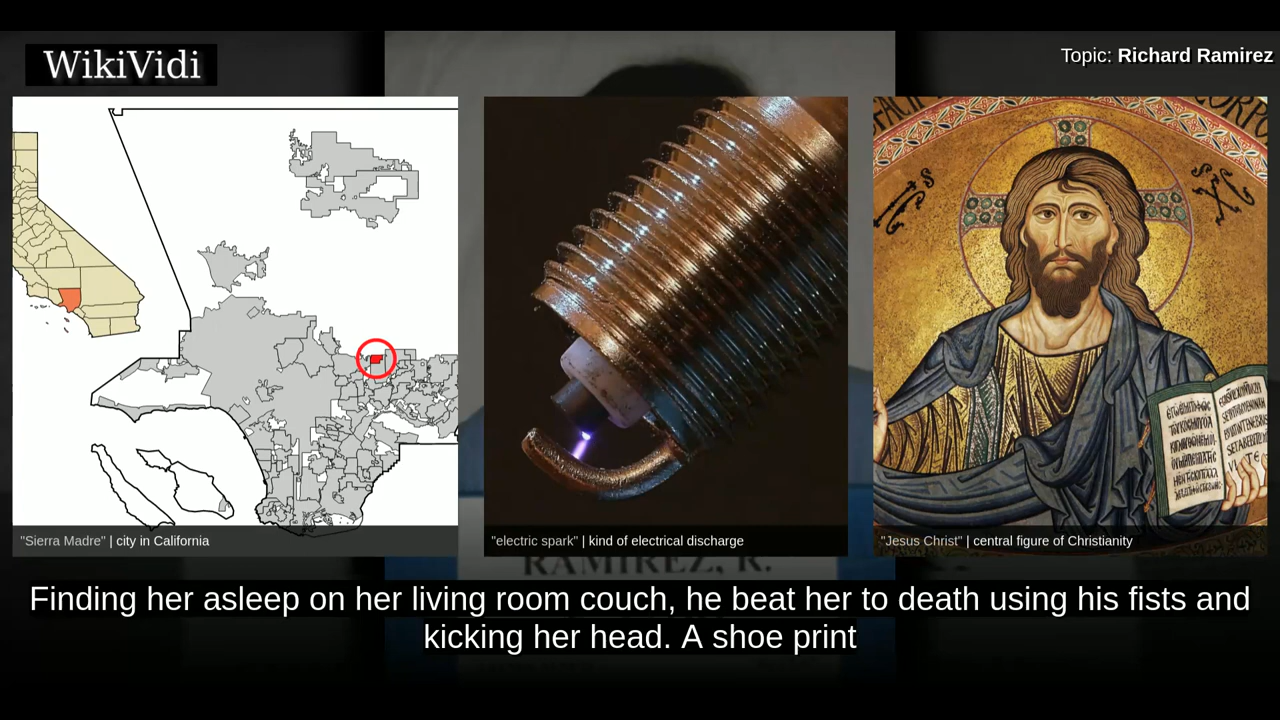 WikiVidi
Topic: Richard Ramirez
"Sierra Madre" | city in California
"electric spark" | kind of electrical discharge
"Jesus Christ" | central figure of Christianity
RAMIREZ, R.
Finding her asleep on her living room couch, he beat her to death using his fists and
kicking her head. A shoe print